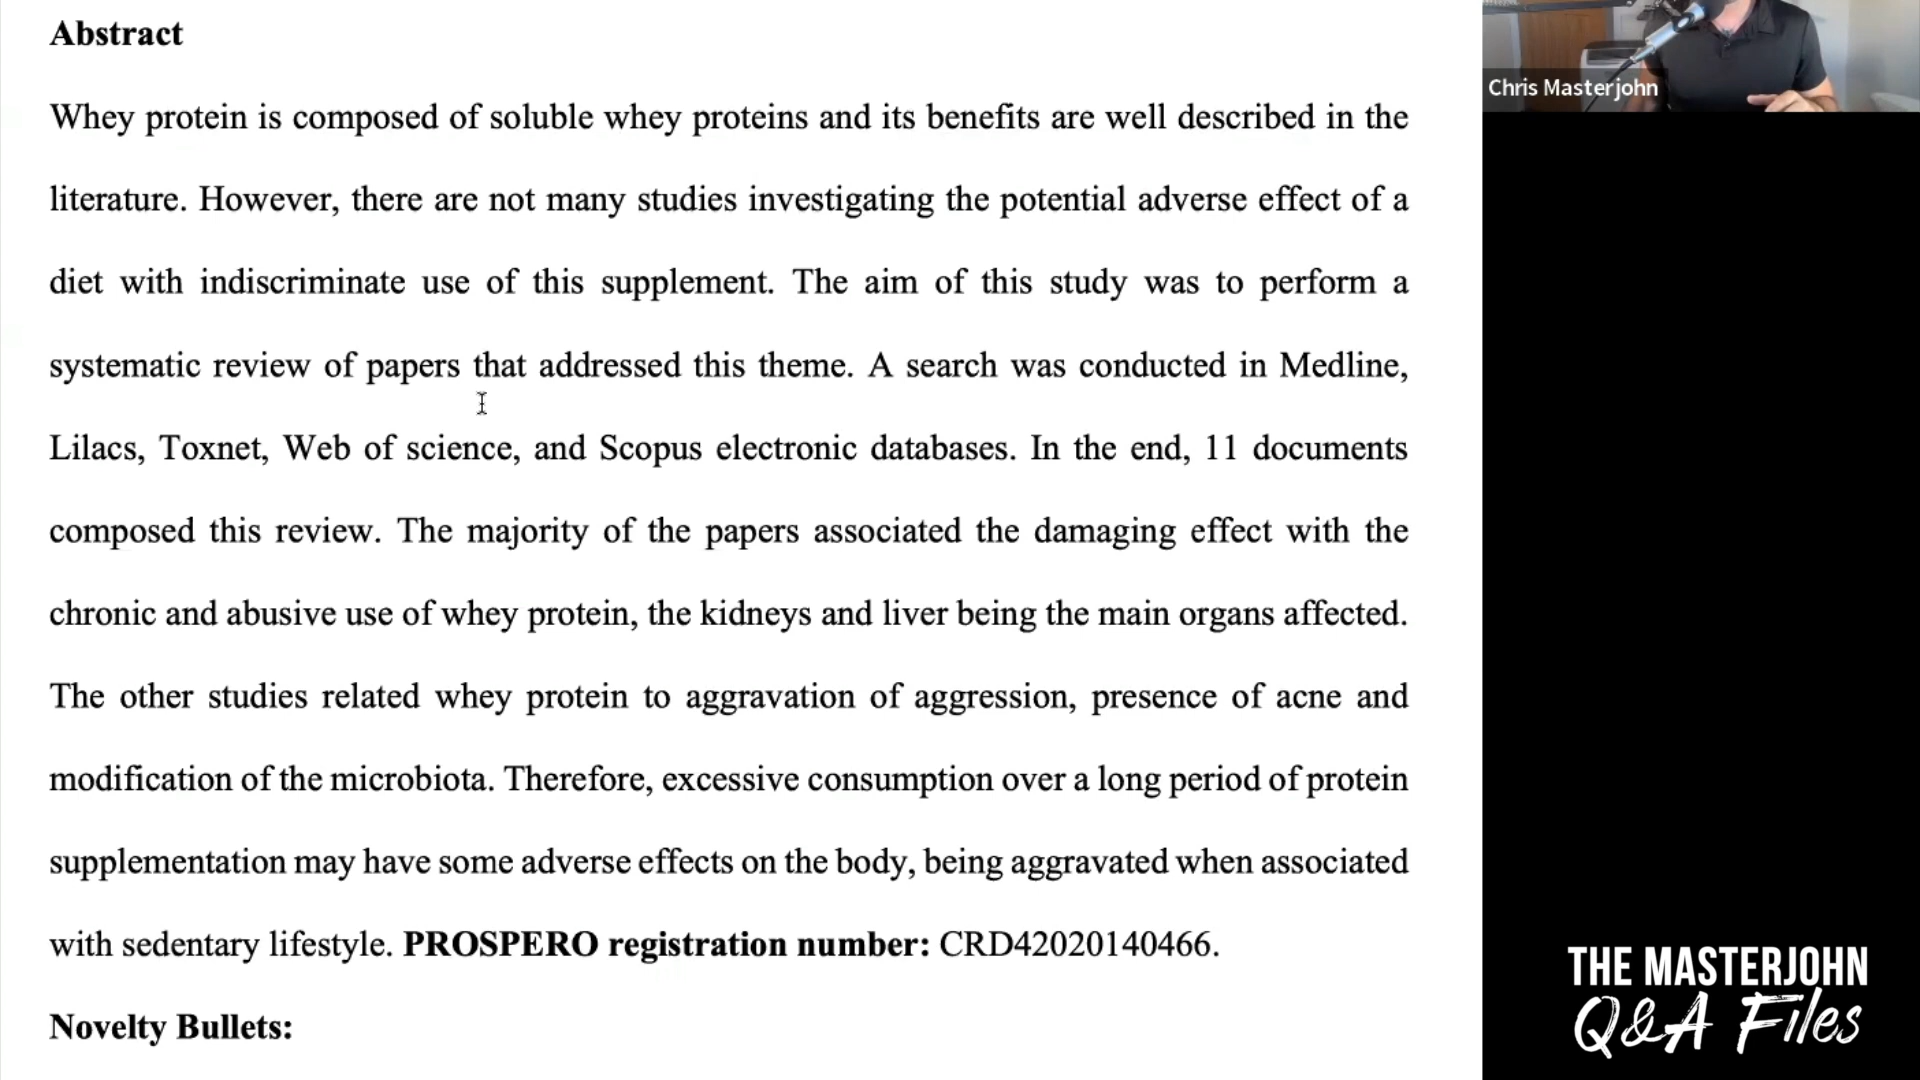 Abstract
Whey protein is composed of soluble whey proteins and its benefits are well described in the
literature. However, there are not many studies investigating the potential adverse effect of a
diet with indiscriminate use of this supplement. The aim of this study was to perform a
systematic review of papers that addressed this theme. A search was conducted in Medline,
Lilacs, Toxnet, Web of science, and Scopus electronic databases. In the end, 11 documents
composed this review. The majority of the papers associated the damaging effect with the
chronic and abusive use of whey protein, the kidneys and liver being the main organs affected.
The other studies related whey protein to aggravation of aggression, presence of acne and
modification of the microbiota. Therefore, excessive consumption over a long period of protein
supplementation may have some adverse effects on the body, being aggravated when associated
with sedentary lifestyle. PROSPERO registration number: CRD42020140466.
Novelty Bullets:
Chris Masterjohn
THE MASTERJOHN
Q&A Files